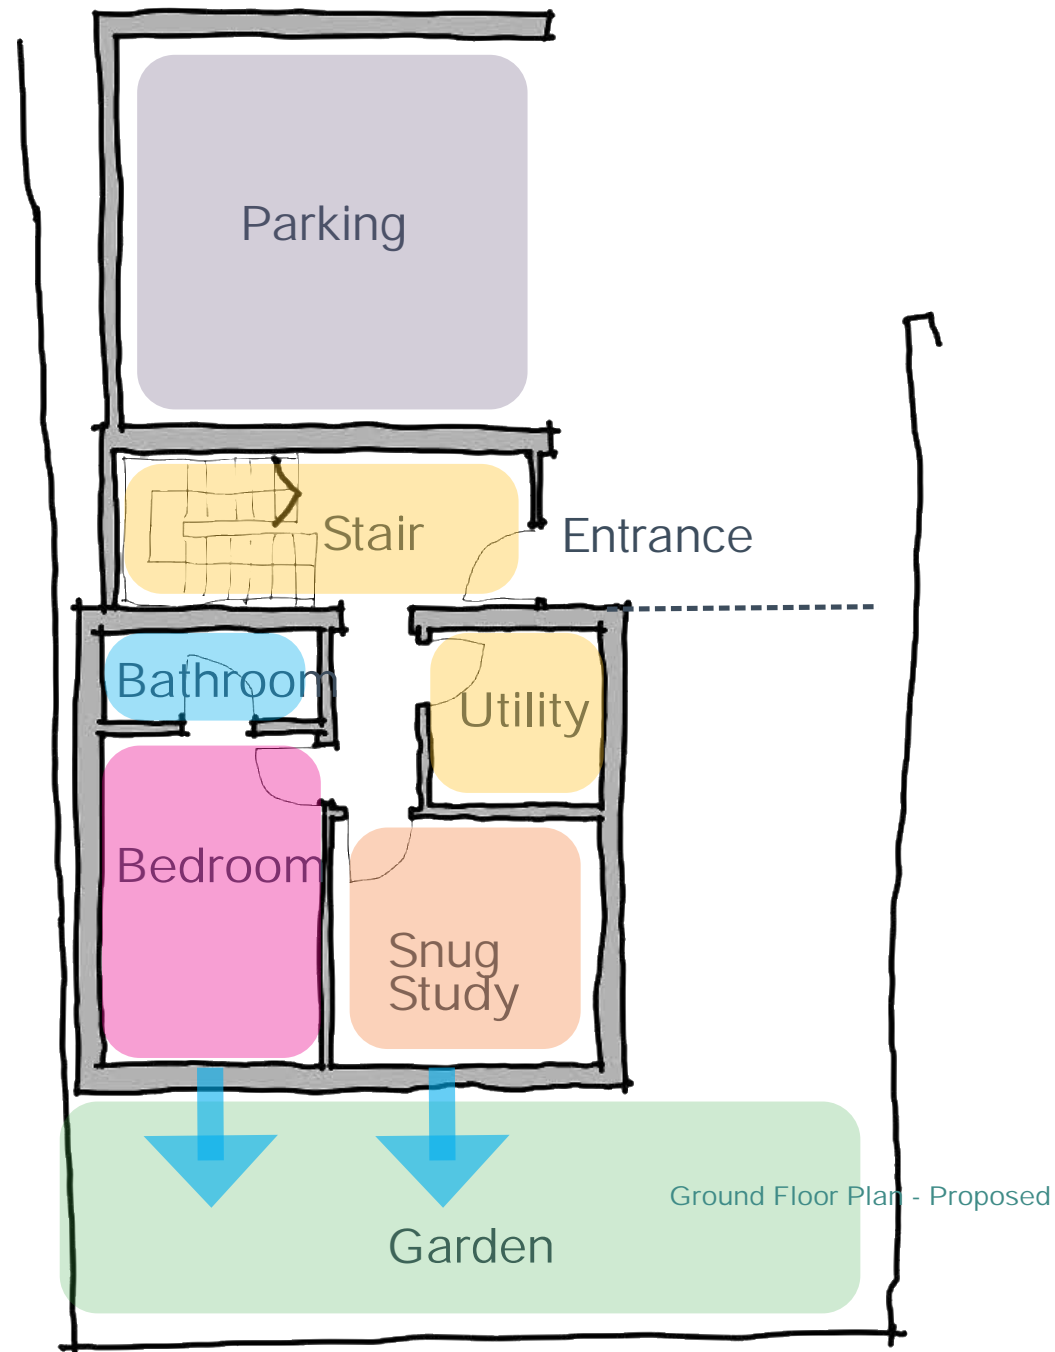 Parking
Stair
Entrance
Bathroom
Utility
Bedroom
Snug
Study
Ground Floor Plan - Proposed
Garden